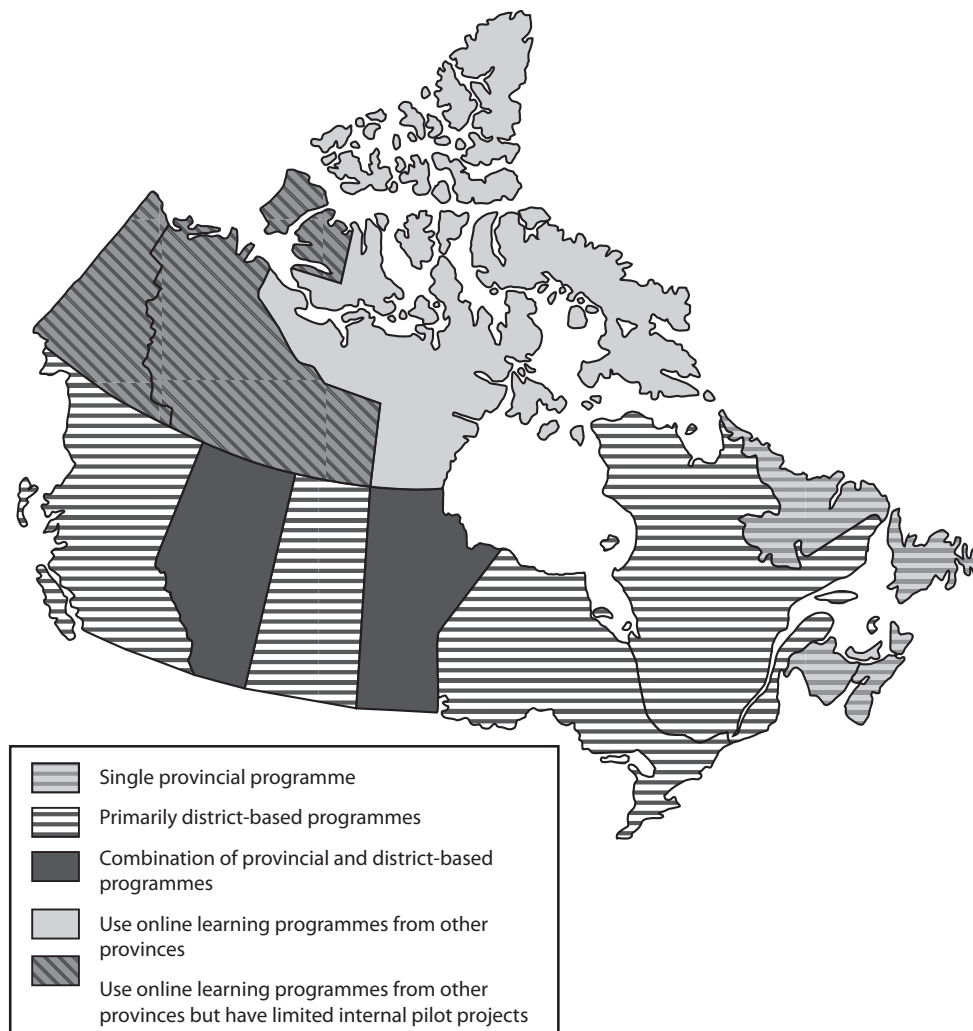 Single provincial programme
Primarily district-based programmes
Combination of provincial and district-based
programmes
Use online learning programmes from other
provinces
Use online learning programmes from other
provinces but have limited internal pilot projects